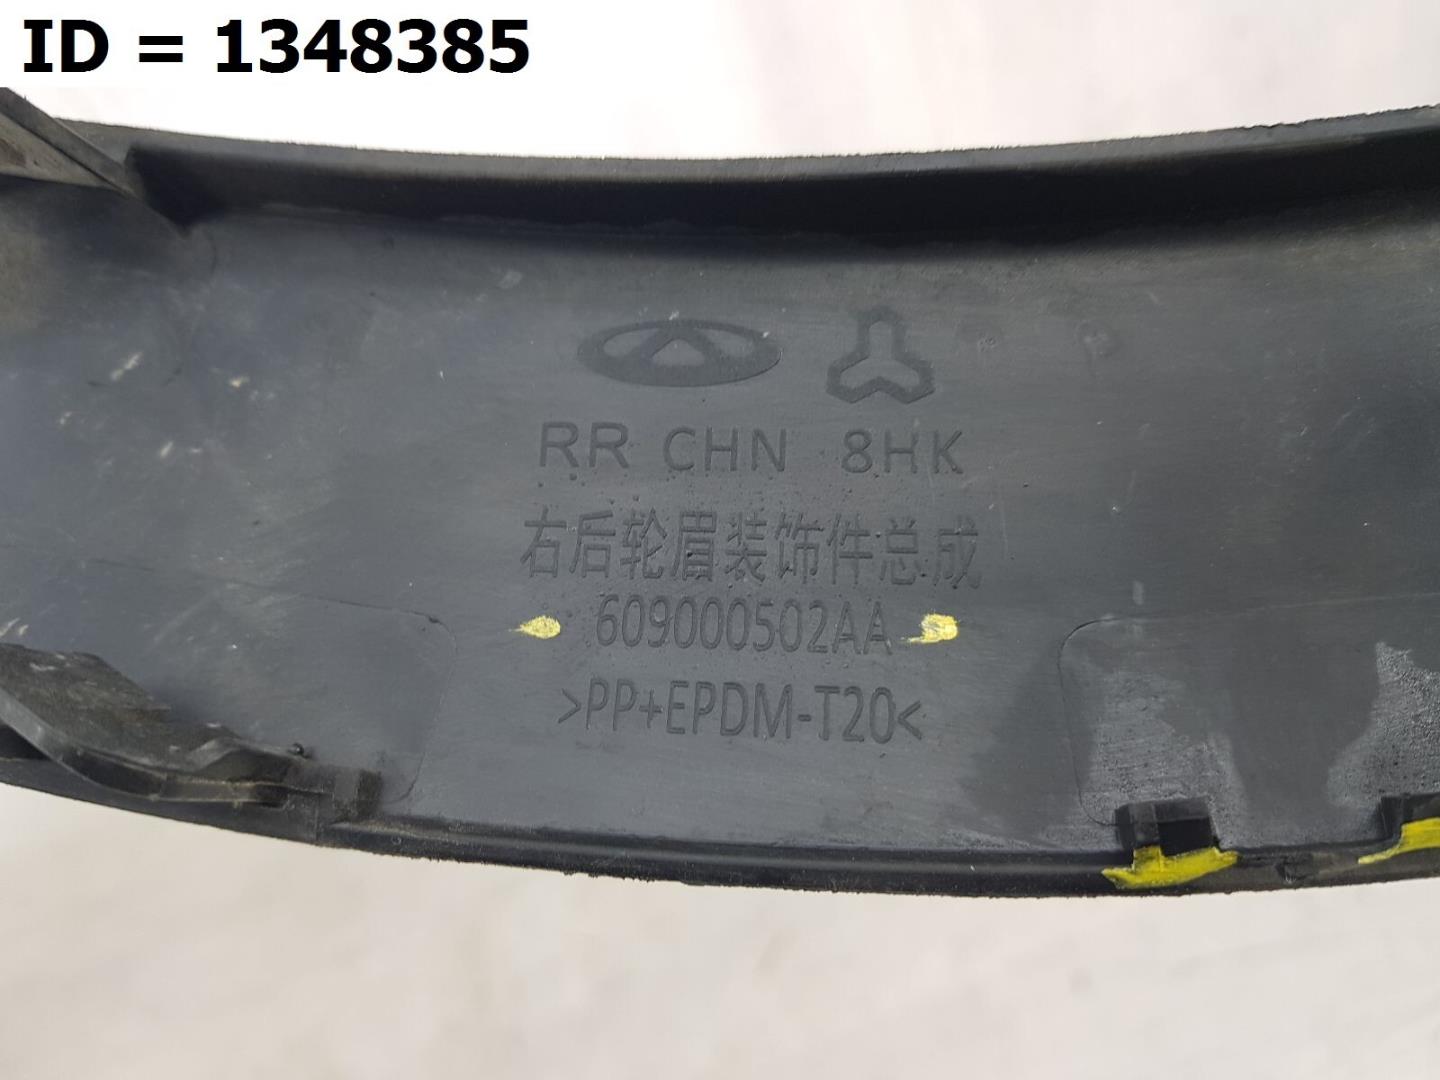 ID = 1348385
RR CHN 8HK
右后轮眉装饰件总成
609000502AA
>PP+EPDM-T20<